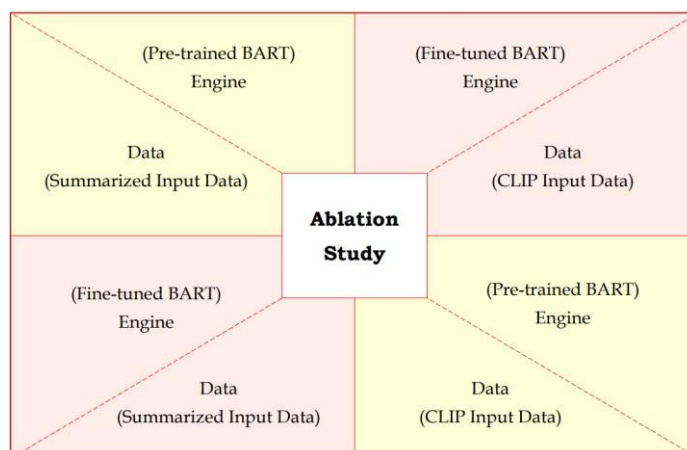 (Pre-trained BART)
Engine
Data
(Summarized Input Data)
(Fine-tuned BART)
Engine
Data
(CLIP Input Data)
Ablation
Study
(Fine-tuned BART)
Engine
Data
(Summarized Input Data)
(Pre-trained BART)
Engine
Data
(CLIP Input Data)